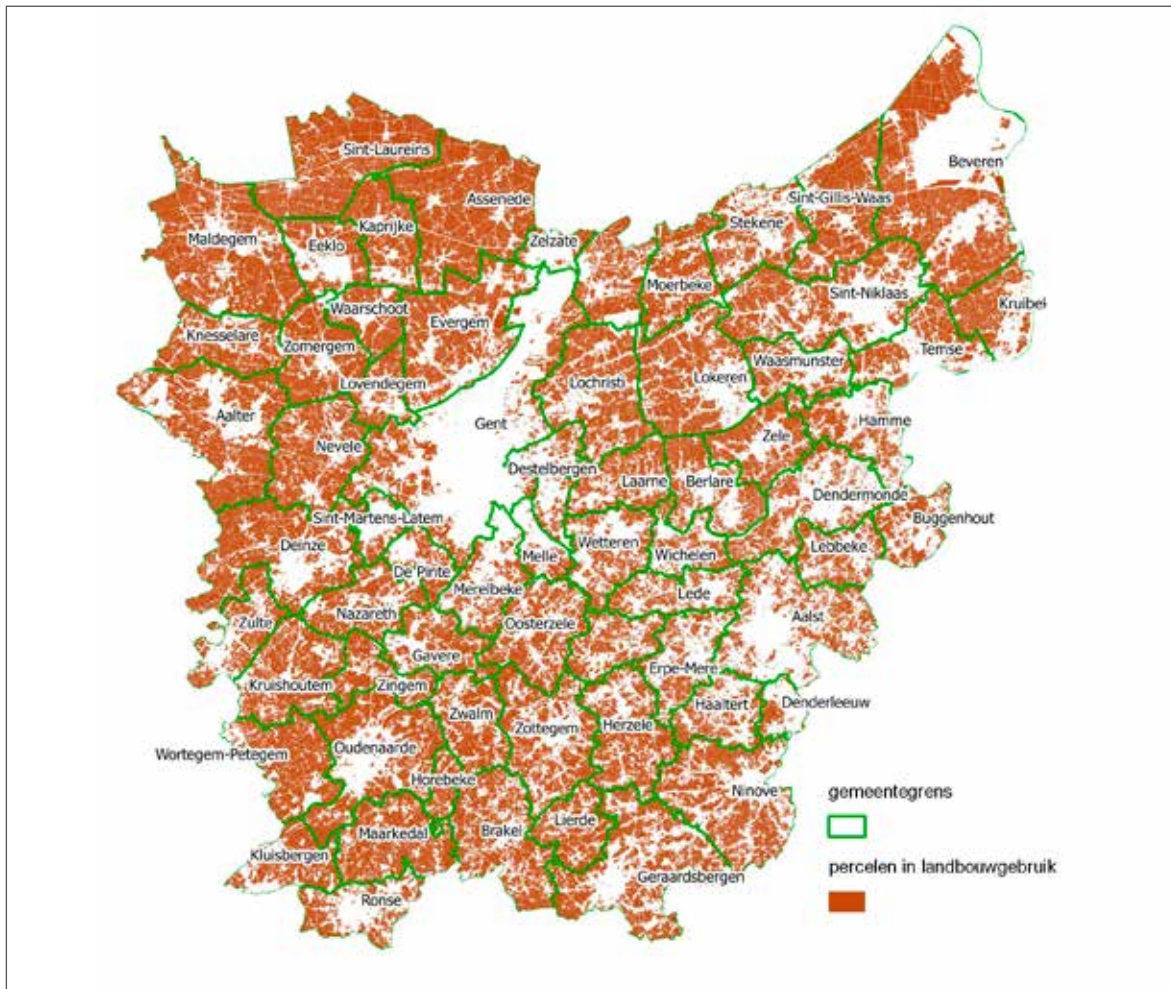 Sint-Laureins
Beveren
Assenede
Sint-Gillis-Waas
Stekene
Kaprijke
Maldegem
Eeklo
Zelzate
Moerbeke
Sint-Niklaas
Kruibek
Waarschoot
Evergem
Knesselare
Zomergem
Temse
Waasmunster
Lovendegem
Lochristi
Lokeren
Aalter
Gent
Hamme
Nevele
Zele
Destelbergen
Laarne
Berlare
Dendermonde
Sint-Martens-Latem
Buggenhout
Deinze
Wetteren
Wichelen
Lebbeke
Melle
De Pinte
Merelbeke
Lede
Nazareth
Aalst
Zulte
Oosterzele
Gavere
Erpe-Mere
Kruishoutem
Zingem
Denderleeuw
Haaltert
Zwalm
Zottegem
Herzele
Wortegem-Petegem
Oudenaarde
Horebeke
Ninove
gemeentegrens
Lierde
Maarkedal
Brakel
Kluisbergen
percelen in landbouwgebruik
Geraardsbergen
Ronse